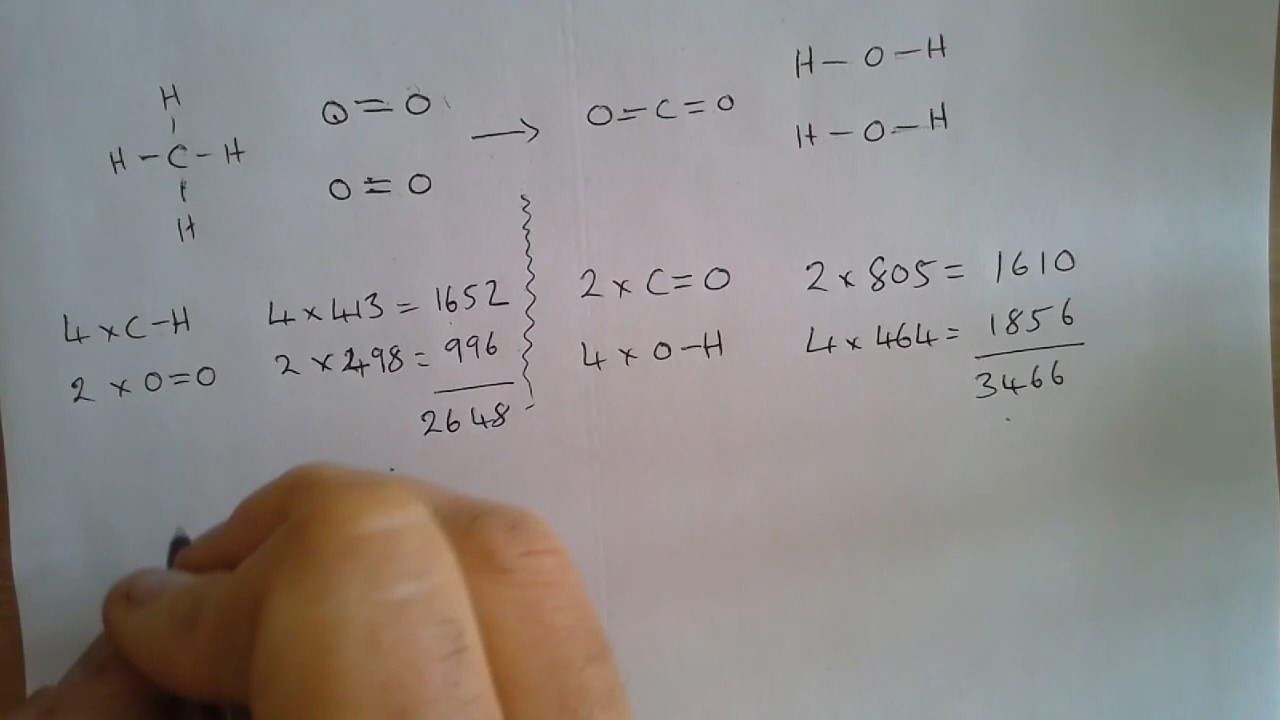 H
H - C - H
H
O = O
O = O
→
O = C = O
H - O - H
H - O - H
4 x C - H
2 x O = O
4 x 413 = 1652
2 x 498 = 996
2648
2 x C = O
4 x O - H
2 x 805 = 1610
4 x 464 = 1856
3466